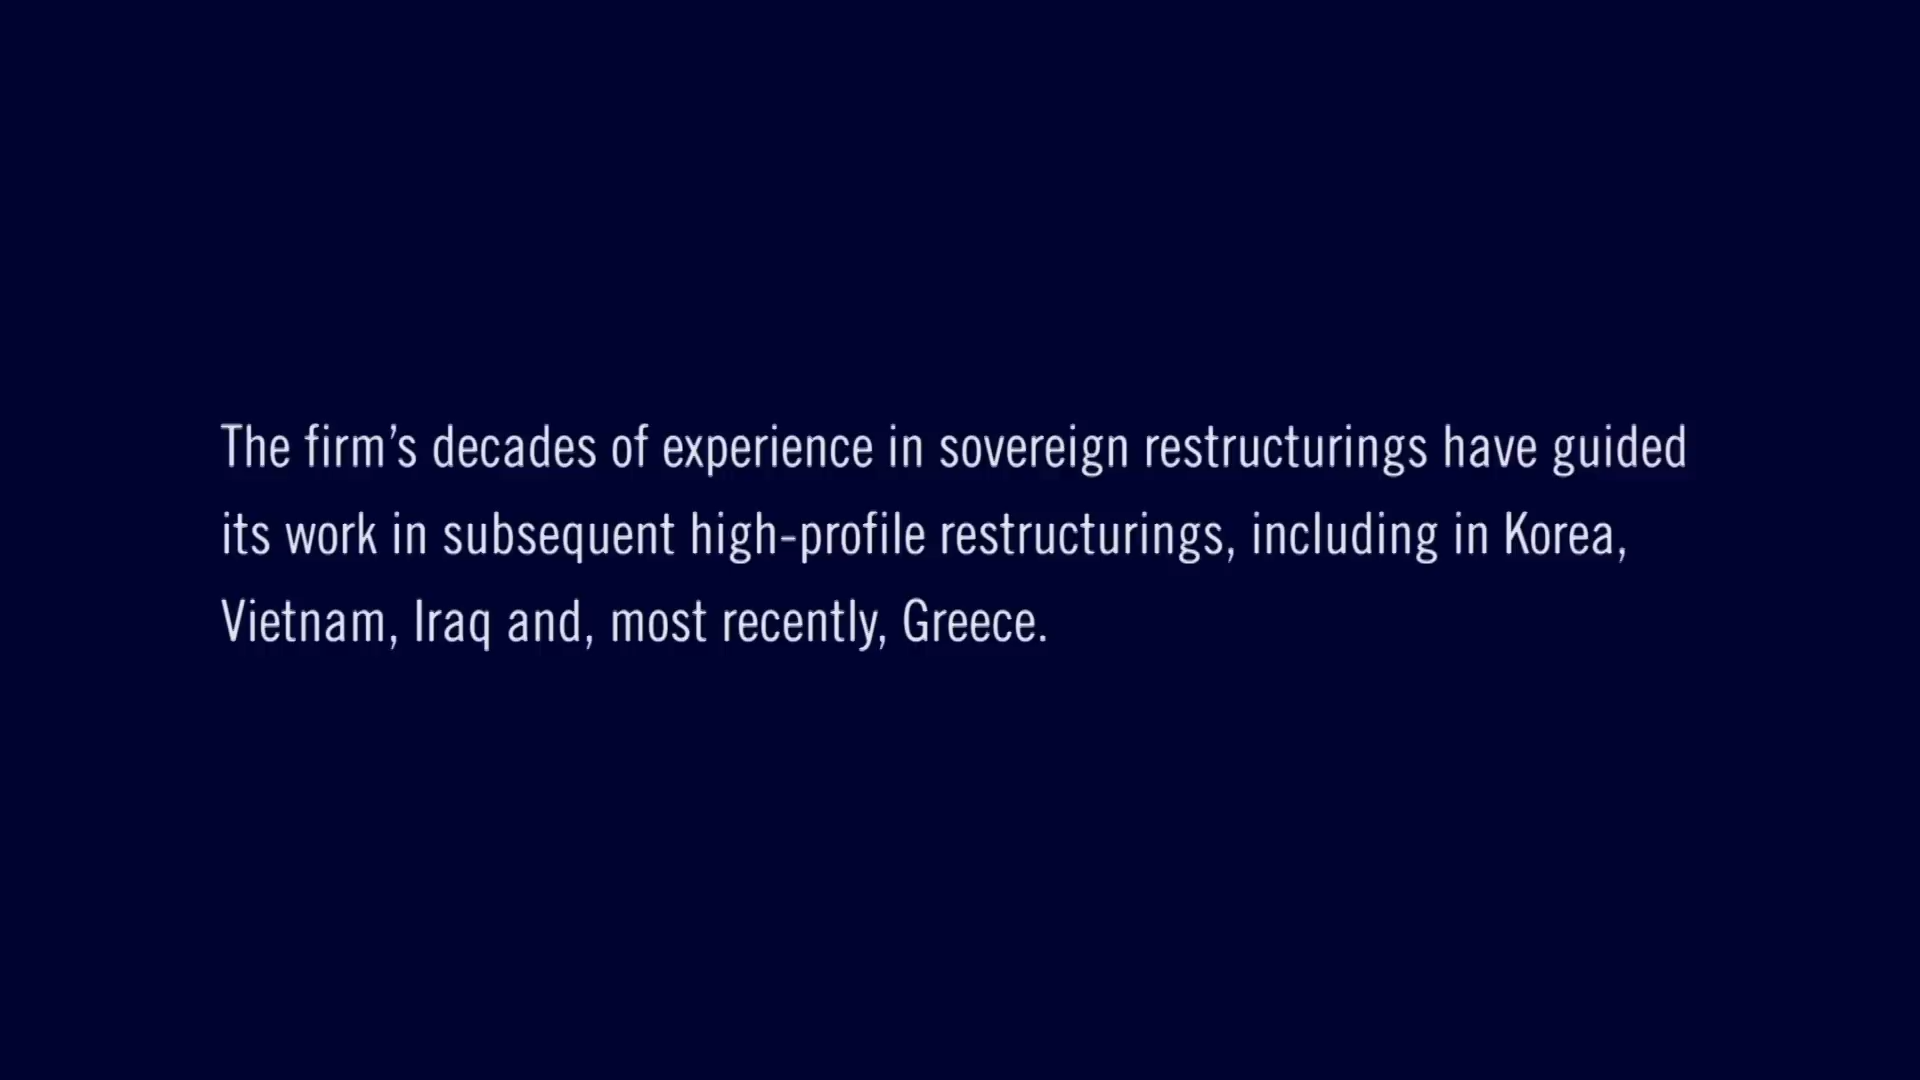 The firm’s decades of experience in sovereign restructurings have guided
its work in subsequent high-profile restructurings, including in Korea,
Vietnam, Iraq and, most recently, Greece.